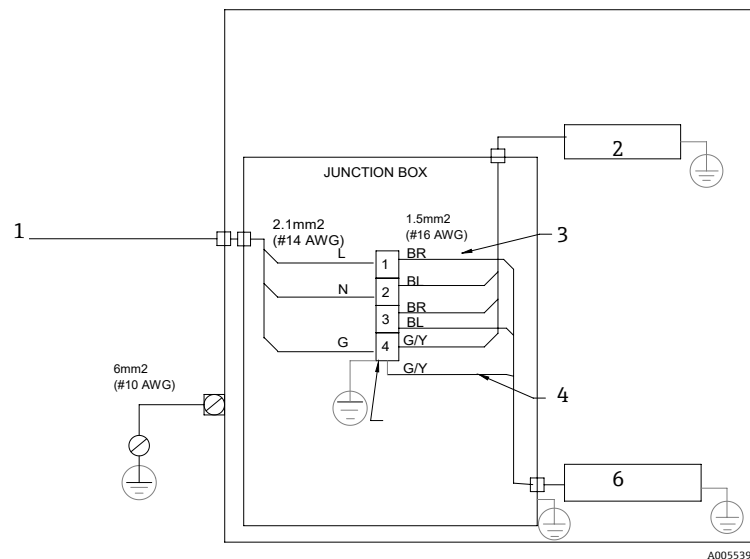 2
JUNCTION BOX
1
2.1mm2
(#14 AWG)
1.5mm2
(#16 AWG)
3
L
1
BR
N
2
BL
3
BR
BL
G
4
G/Y
G/Y
4
6mm2
(#10 AWG)
6
A005539